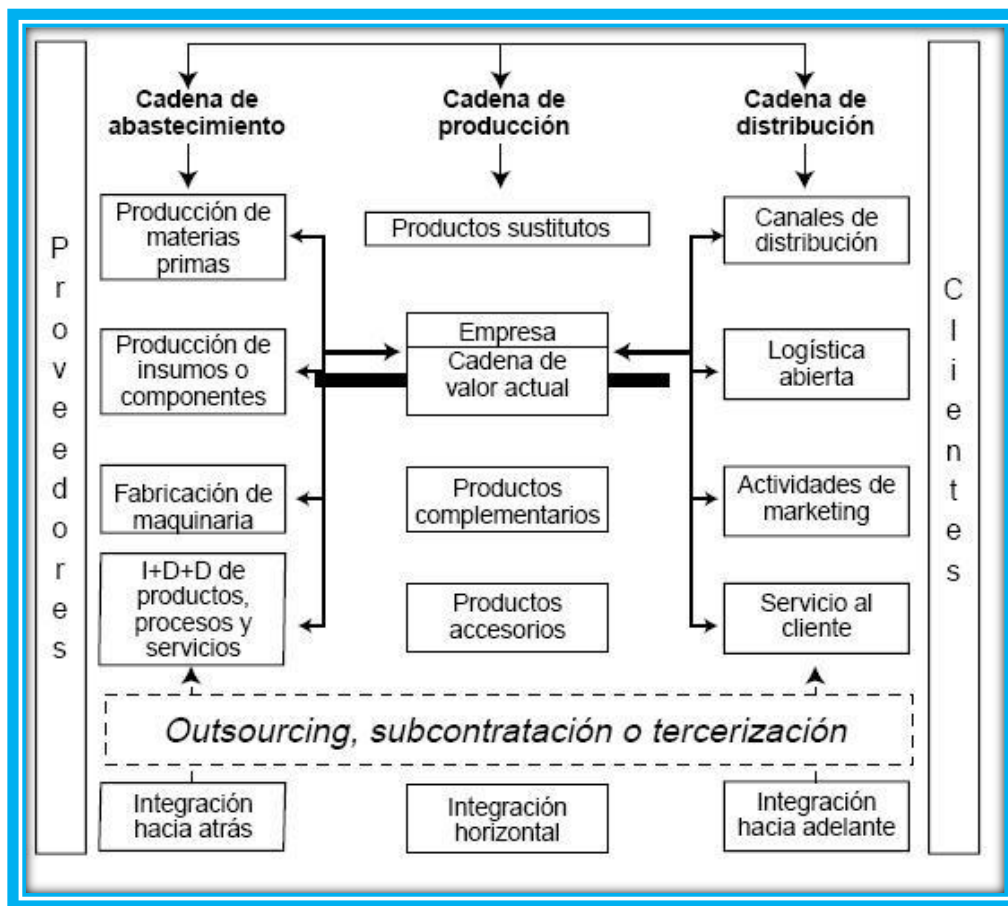 Proveedores
Cadena de
abastecimiento
Producción de
materias
primas
Producción de
insumos o
componentes
Fabricación de
maquinaria
I+D+D de
productos,
procesos y
servicios
Cadena de
producción
Productos sustitutos
Empresa
Cadena de
valor actual
Productos
complementarios
Productos
accesorios
Cadena de
distribución
Canales de
distribución
Logística
abierta
Actividades de
marketing
Servicio al
cliente
Clientes
Outsourcing, subcontratación o tercerización
Integración
hacia atrás
Integración
horizontal
Integración
hacia adelante